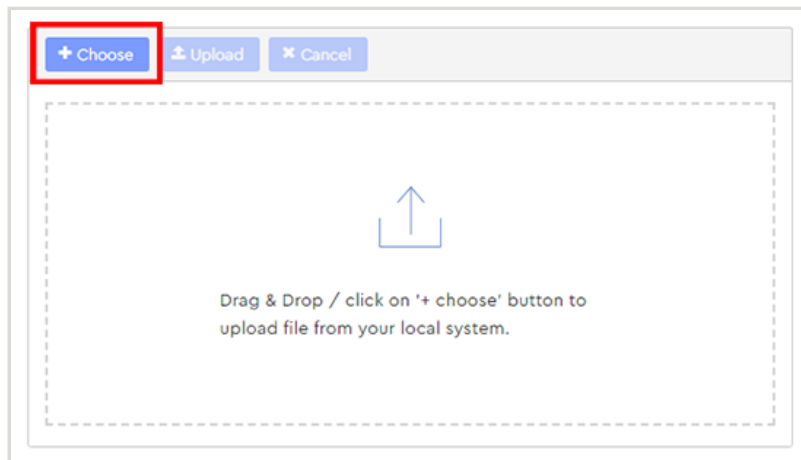 + Choose Upload × Cancel
Drag & Drop / click on '+ choose' button to
upload file from your local system.